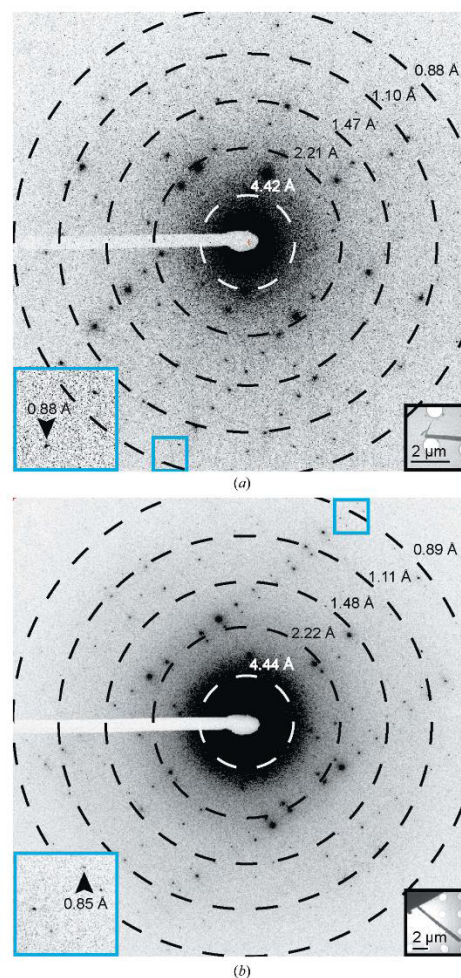 0.88 Å
1.10 Å
1.47 Å
2.21 Å
4.42 Å
0.88 Å
2 µm
(a)
0.89 Å
1.11 Å
1.48 Å
2.22 Å
4.44 Å
0.85 Å
2 µm
(b)